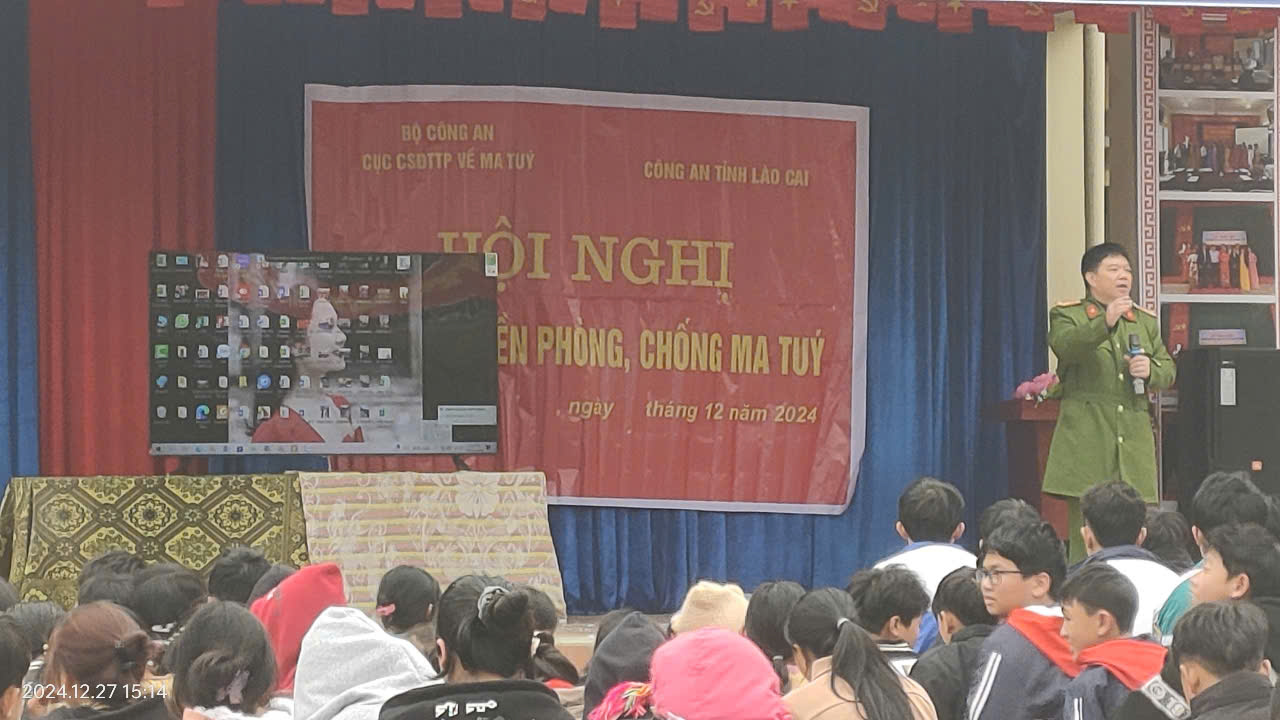 BỘ CÔNG AN
CỤC CSĐTTP VỀ MA TUÝ
CÔNG AN TỈNH LÀO CAI
HỘI NGHỊ
PHÒNG, CHỐNG MA TUÝ
ngày tháng 12 năm 2024
2024.12.27 15:14